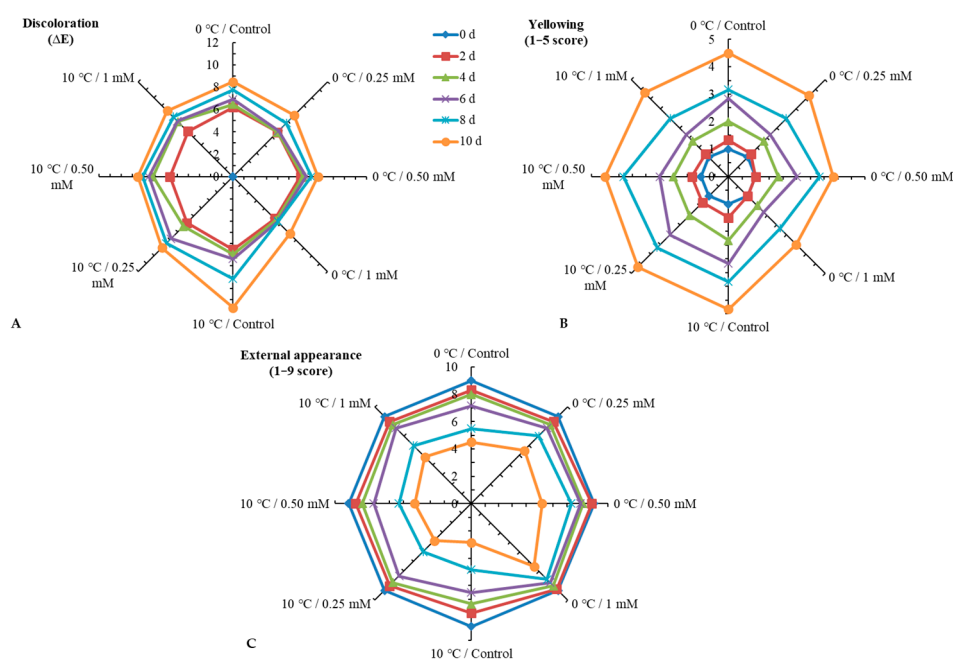 Discoloration
(ΔE)
0 °C / Control
12
10
8
6
4
2
0 °C / 0.25 mM
0 °C / 0.50 mM
0 °C / 1 mM
10 °C / Control
10 °C / 0.25
mM
10 °C / 0.50
mM
10 °C / 1 mM
A
0 d
2 d
4 d
6 d
8 d
10 d
Yellowing
(1−5 score)
0 °C / Control
5
4
3
2
1
0
0 °C / 0.25 mM
0 °C / 0.50 mM
0 °C / 1 mM
10 °C / Control
10 °C / 0.25
mM
10 °C / 0.50
mM
10 °C / 1 mM
B
External appearance
(1−9 score)
0 °C / Control
10
8
6
4
2
0
0 °C / 0.25 mM
0 °C / 0.50 mM
0 °C / 1 mM
10 °C / Control
10 °C / 0.25 mM
10 °C / 0.50 mM
10 °C / 1 mM
C